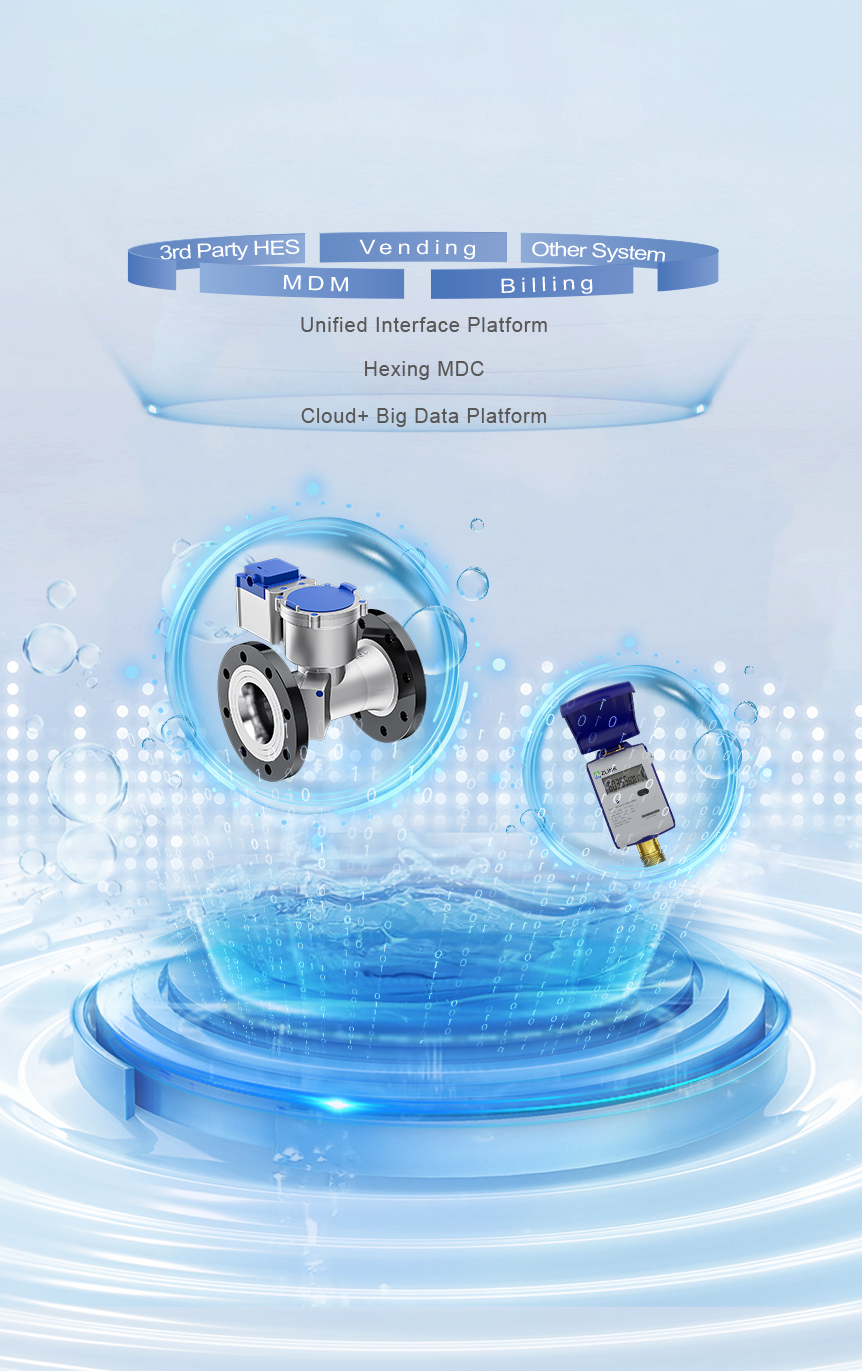 3rd Party HES
Vending
Other System
MDM
Billing
Unified Interface Platform
Hexing MDC
Cloud+ Big Data Platform